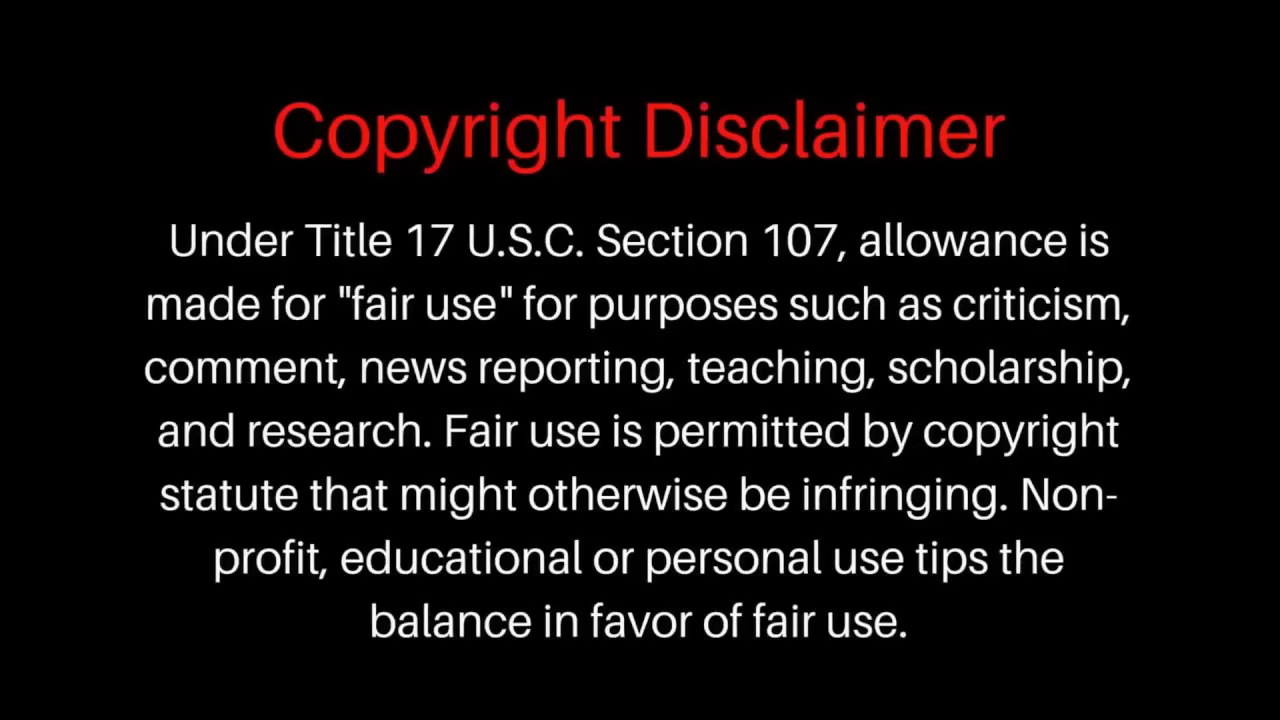 Copyright Disclaimer
Under Title 17 U.S.C. Section 107, allowance is
made for "fair use" for purposes such as criticism,
comment, news reporting, teaching, scholarship,
and research. Fair use is permitted by copyright
statute that might otherwise be infringing. Non-
profit, educational or personal use tips the
balance in favor of fair use.